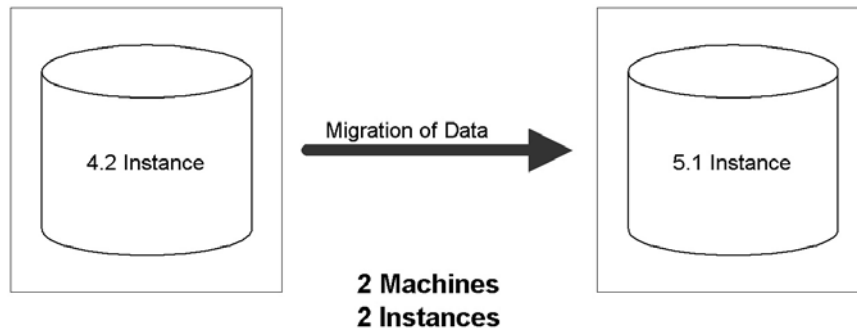 4.2 Instance
Migration of Data
5.1 Instance
2 Machines
2 Instances